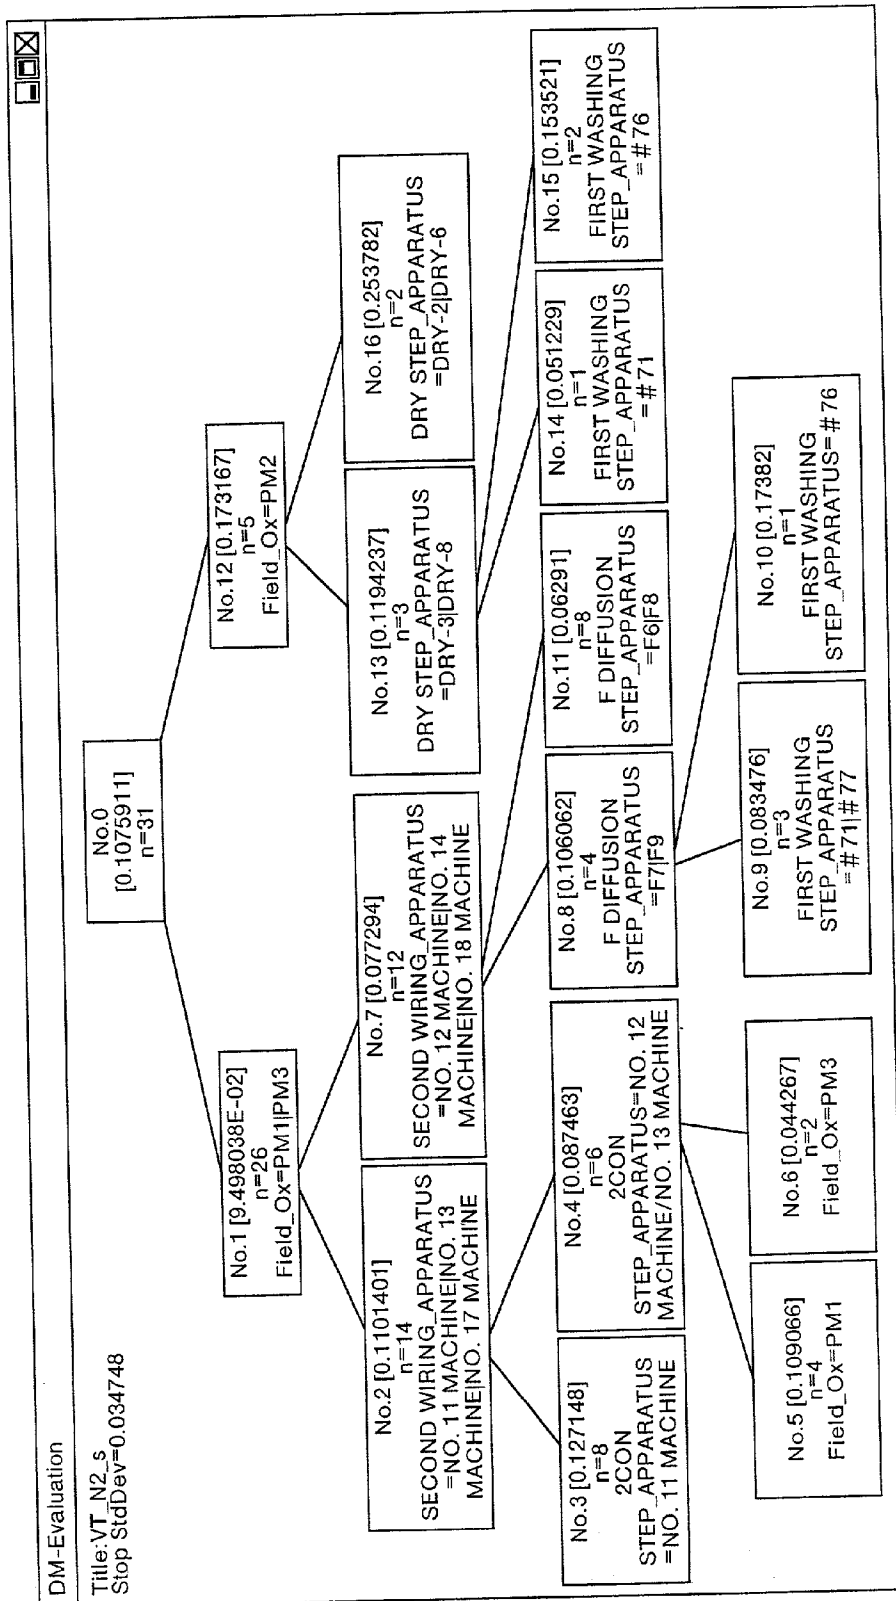 DM-Evaluation
Title:VT_N2_s
Stop StdDev=0.034748
No.0
[0.1075911]
n=31
No.1 [9.498038E-02]
n=26
Field_Ox=PM1|PM3
No.12 [0.173167]
n=5
Field_Ox=PM2
No.2 [0.1101401]
n=14
SECOND WIRING_APPARATUS
=NO. 11 MACHINE|NO. 13
MACHINE|NO. 17 MACHINE
No.7 [0.077294]
n=12
SECOND WIRING_APPARATUS
=NO. 12 MACHINE|NO. 14
MACHINE|NO. 18 MACHINE
No.13 [0.1194237]
n=3
DRY STEP_APPARATUS
=DRY-3|DRY-8
No.16 [0.253782]
n=2
DRY STEP_APPARATUS
=DRY-2|DRY-6
No.3 [0.127148]
n=8
2CON
STEP_APPARATUS
=NO. 11 MACHINE
No.4 [0.087463]
n=6
2CON
STEP_APPARATUS=NO. 12
MACHINE/NO. 13 MACHINE
No.8 [0.106062]
n=4
F DIFFUSION
STEP_APPARATUS
=F7|F9
No.11 [0.06291]
n=8
F DIFFUSION
STEP_APPARATUS
=F6|F8
No.14 [0.051229]
n=1
FIRST WASHING
STEP_APPARATUS
=#71
No.15 [0.153521]
n=2
FIRST WASHING
STEP_APPARATUS
=#76
No.5 [0.109066]
n=4
Field_Ox=PM1
No.6 [0.044267]
n=2
Field_Ox=PM3
No.9 [0.083476]
n=3
FIRST WASHING
STEP_APPARATUS
=#71|#77
No.10 [0.17382]
n=1
FIRST WASHING
STEP_APPARATUS=#76